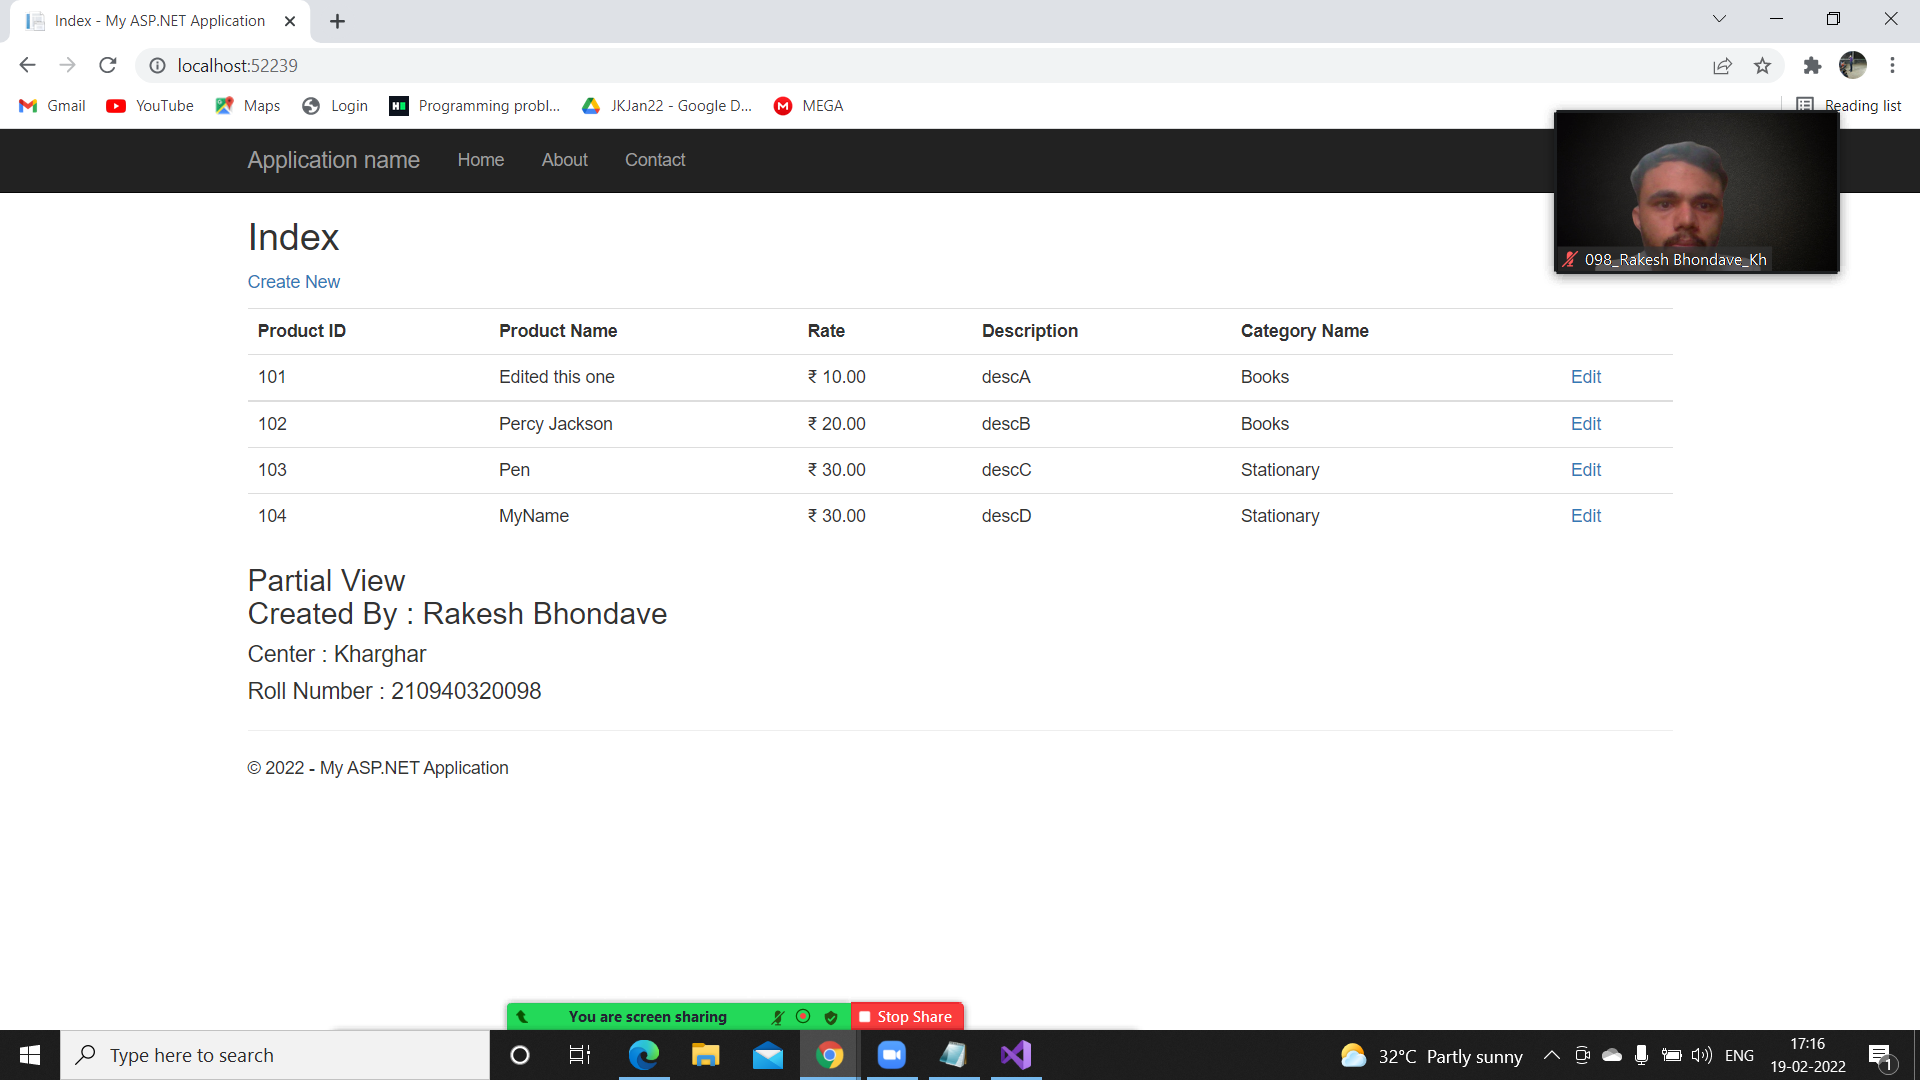 Index - My ASP.NET Application
localhost:52239
Gmail YouTube Maps Login Programming probl... JKJan22 - Google D... MEGA Reading list
Application name Home About Contact
098_Rakesh Bhondave_Kh
Index
Create New
Product ID Product Name Rate Description Category Name
101 Edited this one ₹ 10.00 descA Books Edit
102 Percy Jackson ₹ 20.00 descB Books Edit
103 Pen ₹ 30.00 descC Stationary Edit
104 MyName ₹ 30.00 descD Stationary Edit
Partial View
Created By : Rakesh Bhondave
Center : Kharghar
Roll Number : 210940320098
© 2022 - My ASP.NET Application
You are screen sharing Stop Share
Type here to search
32°C Partly sunny ENG
17:16
19-02-2022
1